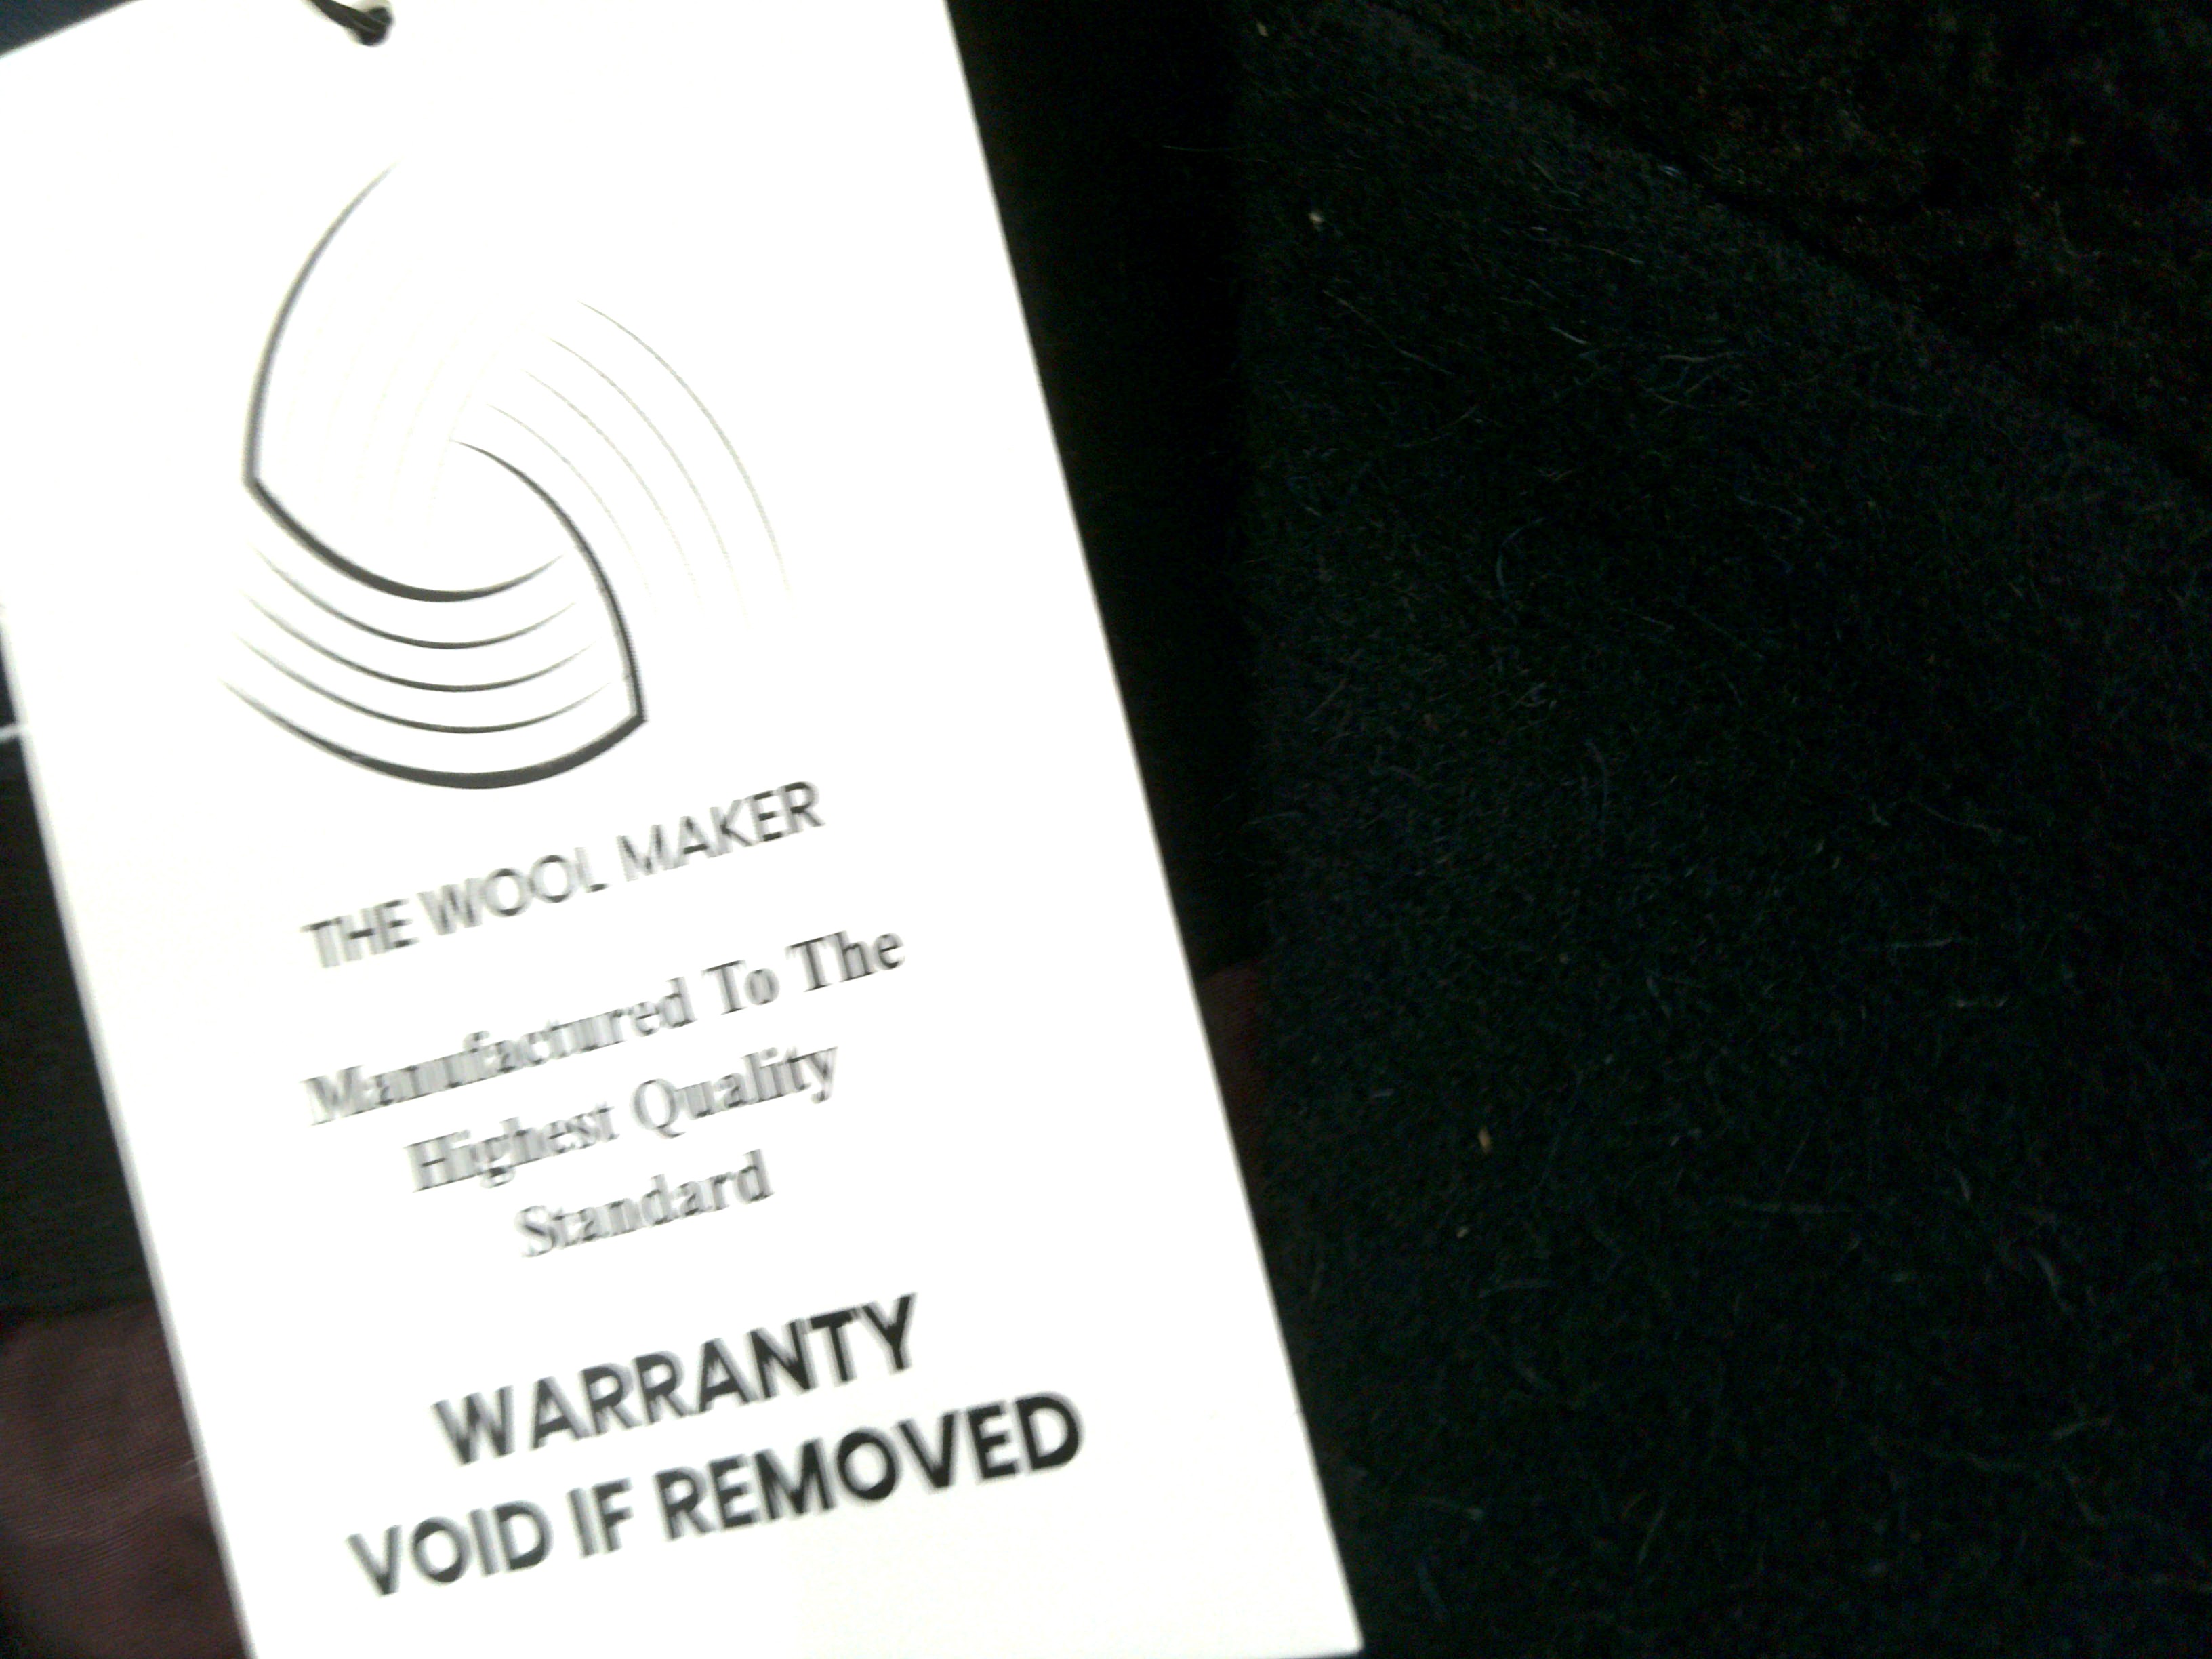 THE WOOL MAKER
Manufactured To The
Highest Quality
Standard
WARRANTY
VOID IF REMOVED